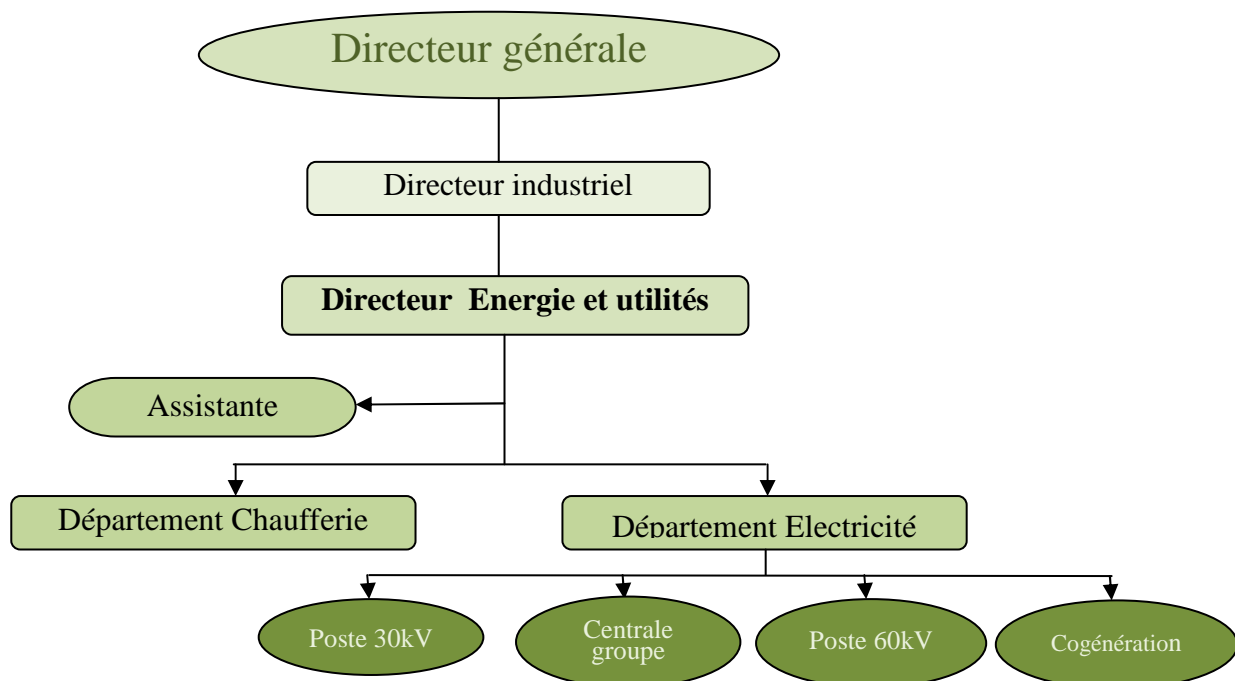 Directeur générale
Directeur industriel
Directeur Energie et utilités
Assistante
Département Chaufferie
Département Electricité
Poste 30kV
Centrale
groupe
Poste 60kV
Cogénération